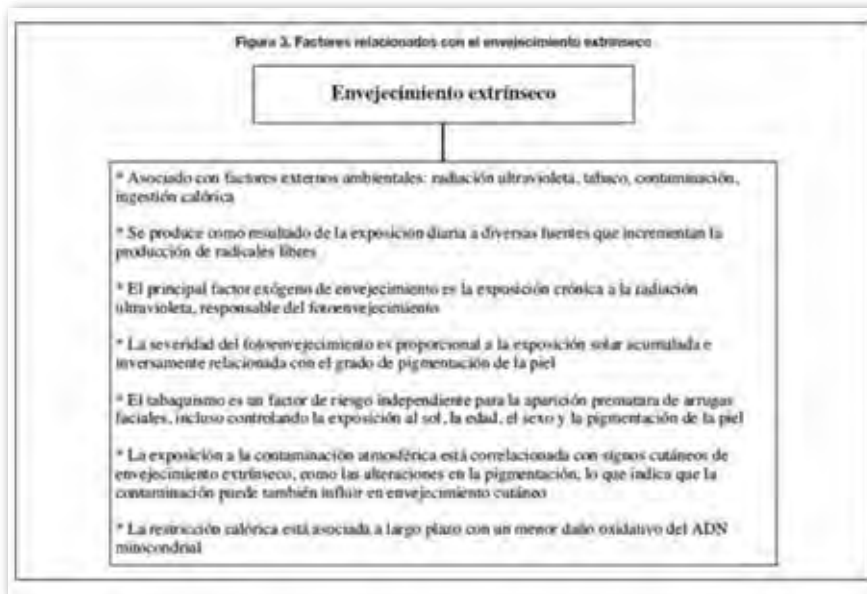 Figura 3. Factores relacionados con el envejecimiento extrínseco
Envejecimiento extrínseco
* Asociado con factores externos ambientales: radiación ultravioleta, tabaco, contaminación,
ingestión calórica
* Se produce como resultado de la exposición diaria a diversas fuentes que incrementan la
producción de radicales libres
* El principal factor exógeno de envejecimiento es la exposición crónica a la radiación
ultravioleta, responsable del fotoenvejecimiento
* La severidad del fotoenvejecimiento es proporcional a la exposición solar acumulada e
inversamente relacionada con el grado de pigmentación de la piel
* El tabaquismo es un factor de riesgo independiente para la aparición prematura de arrugas
faciales, incluso controlando la exposición al sol, la edad, el sexo y la pigmentación de la piel
* La exposición a la contaminación atmosférica está correlacionada con signos cutáneos de
envejecimiento extrínseco, como las alteraciones en la pigmentación, lo que indica que la
contaminación puede también influir en envejecimiento cutáneo
* La restricción calórica está asociada a largo plazo con un menor daño oxidativo del ADN
mitocondrial